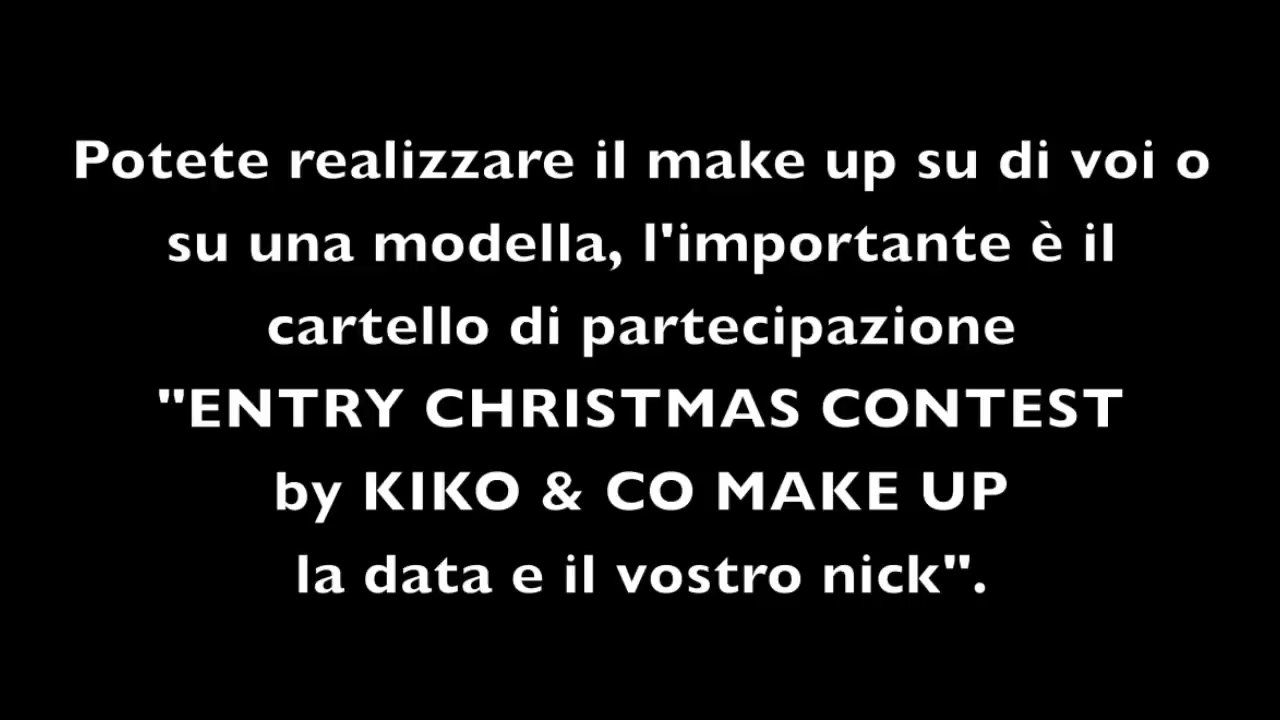 Potete realizzare il make up su di voi o
su una modella, l'importante è il
cartello di partecipazione
"ENTRY CHRISTMAS CONTEST
by KIKO & CO MAKE UP
la data e il vostro nick".